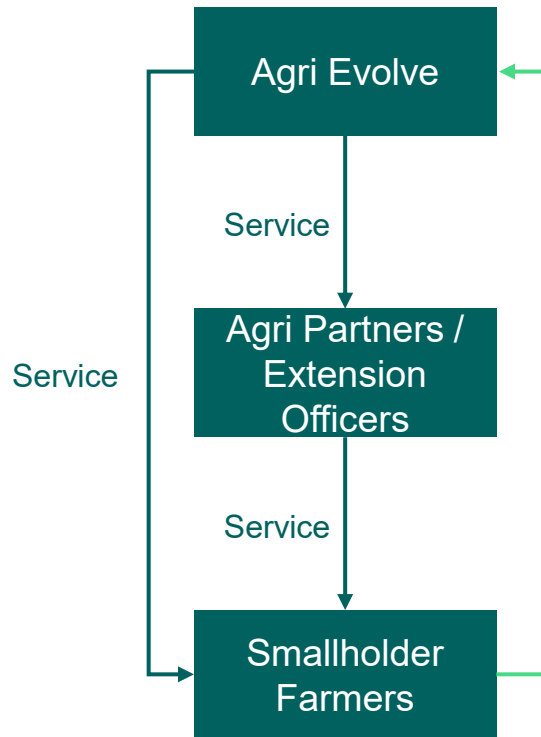 Agri Evolve
Service
Agri Partners /
Extension
Officers
Service
Service
Smallholder
Farmers